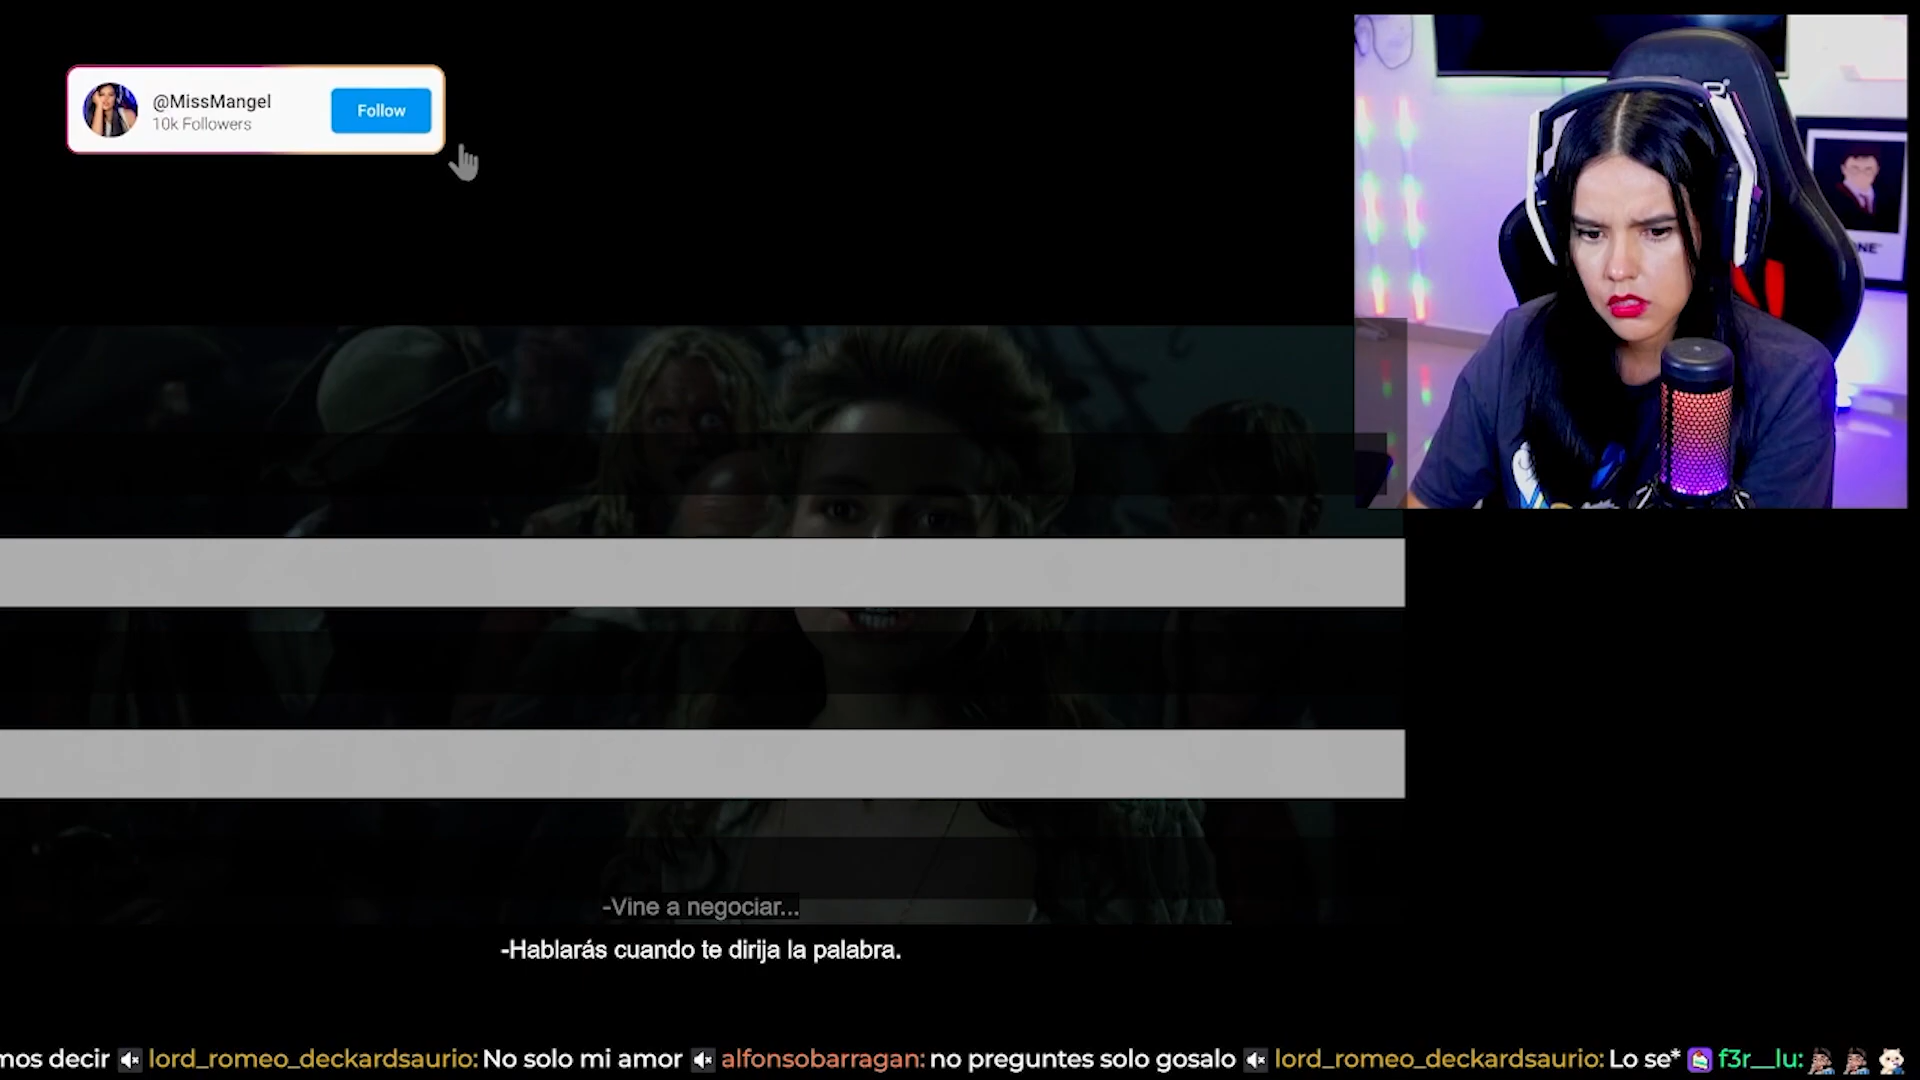 @MissMangel
10k Followers
Follow
NE
-Vine a negociar...
-Hablarás cuando te dirija la palabra.
mos decir lord_romeo_deckardsaurio: No solo mi amor alfonsobarragan: no preguntes solo gosalo lord_romeo_deckardsaurio: Lo se* f3r__lu: